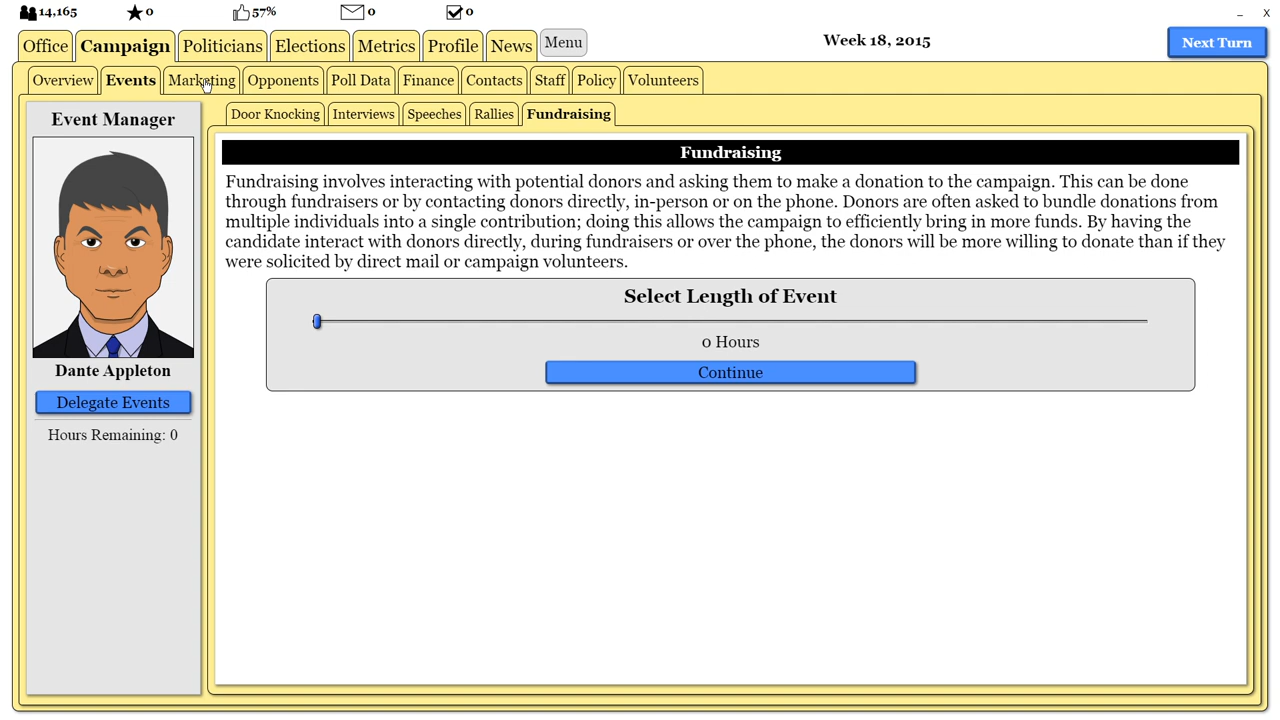 14,165 0 57% 0 0
_ X
Office Campaign Politicians Elections Metrics Profile News Menu
Week 18, 2015
Next Turn
Overview Events Marketing Opponents Poll Data Finance Contacts Staff Policy Volunteers
Event Manager
Dante Appleton
Delegate Events
Hours Remaining: 0
Door Knocking Interviews Speeches Rallies Fundraising
Fundraising
Fundraising involves interacting with potential donors and asking them to make a donation to the campaign. This can be done
through fundraisers or by contacting donors directly, in-person or on the phone. Donors are often asked to bundle donations from
multiple individuals into a single contribution; doing this allows the campaign to efficiently bring in more funds. By having the
candidate interact with donors directly, during fundraisers or over the phone, the donors will be more willing to donate than if they
were solicited by direct mail or campaign volunteers.
Select Length of Event
0 Hours
Continue